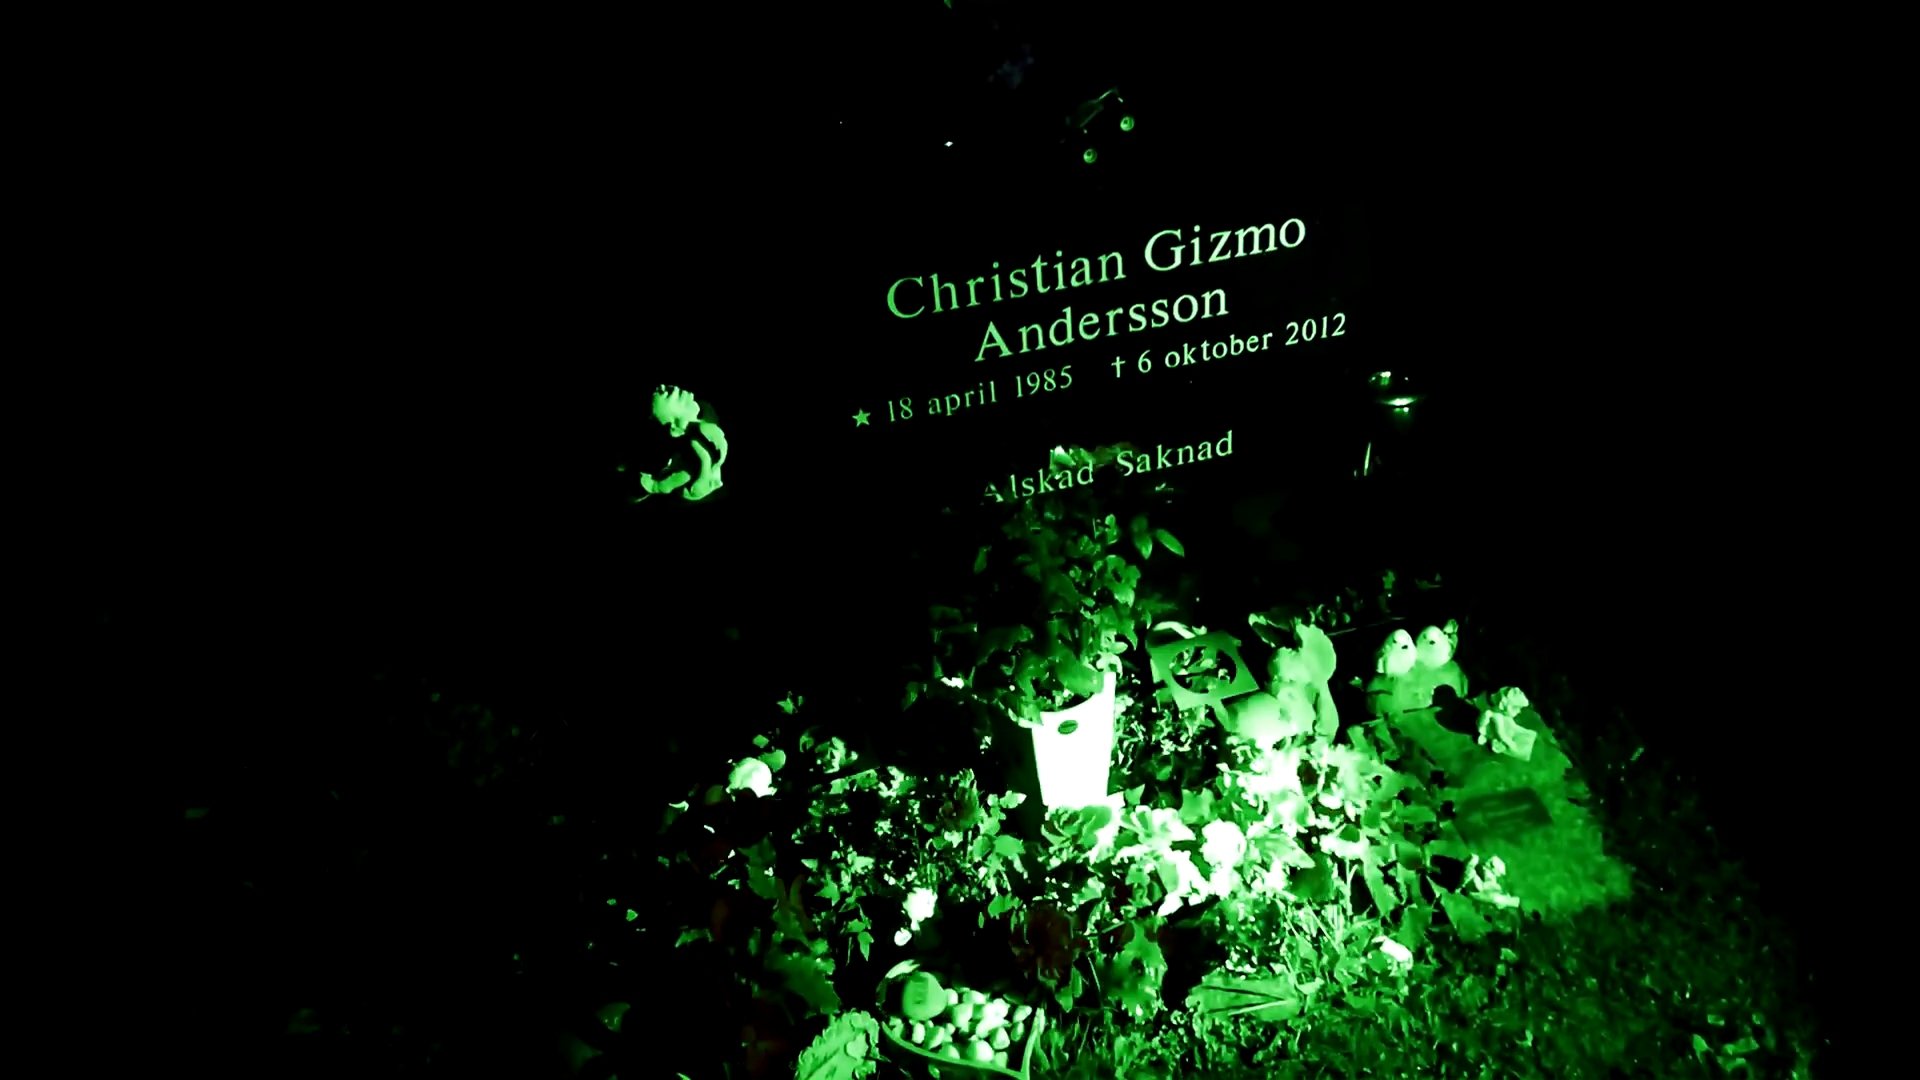 Christian Gizmo
Andersson
★ 18 april 1985 † 6 oktober 2012
Älskad Saknad